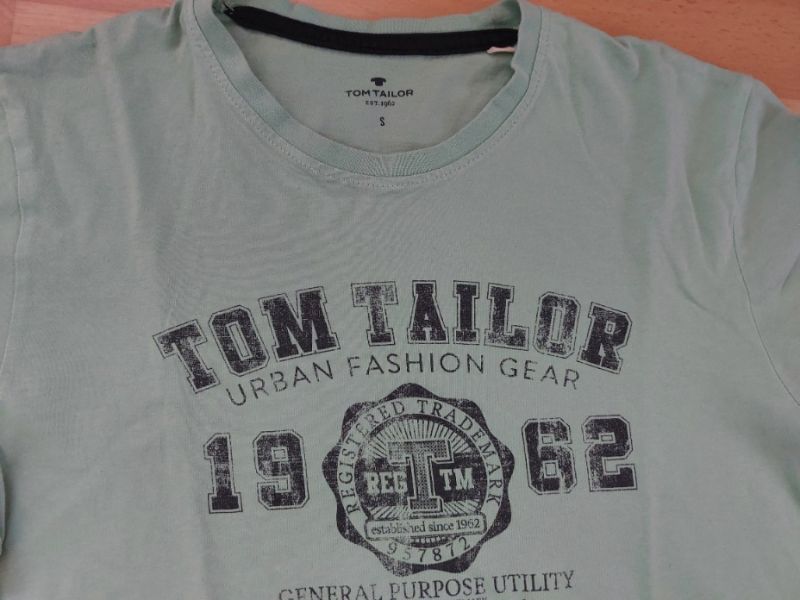 TOM TAILOR
EST. 1962
S
TOM TAILOR
URBAN FASHION GEAR
19 62
REGISTERED TRADEMARK
REG T TM
established since 1962
957872
GENERAL PURPOSE UTILITY